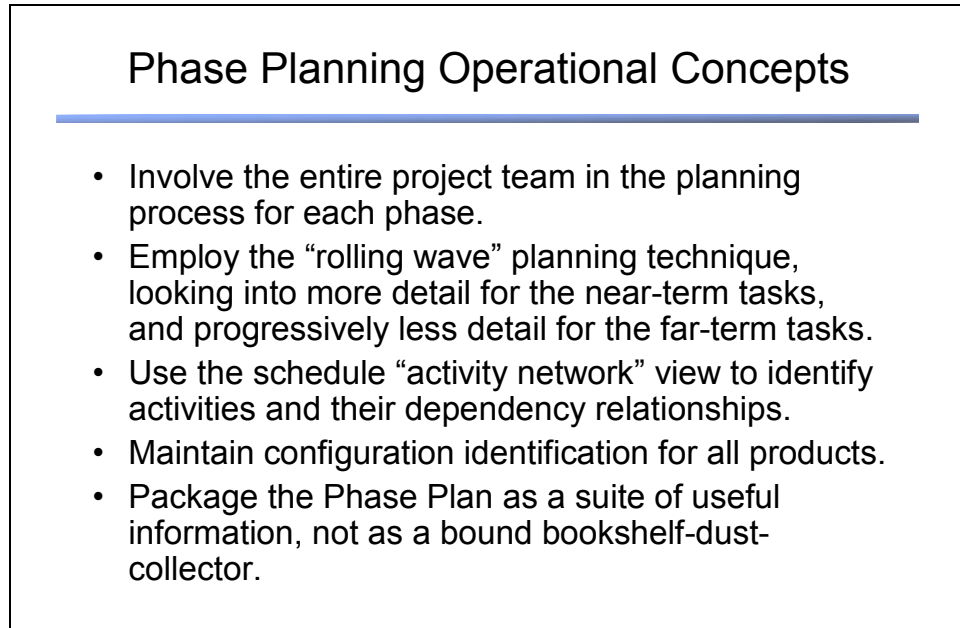 Phase Planning Operational Concepts
• Involve the entire project team in the planning
process for each phase.
• Employ the “rolling wave” planning technique,
looking into more detail for the near-term tasks,
and progressively less detail for the far-term tasks.
• Use the schedule “activity network” view to identify
activities and their dependency relationships.
• Maintain configuration identification for all products.
• Package the Phase Plan as a suite of useful
information, not as a bound bookshelf-dust-
collector.